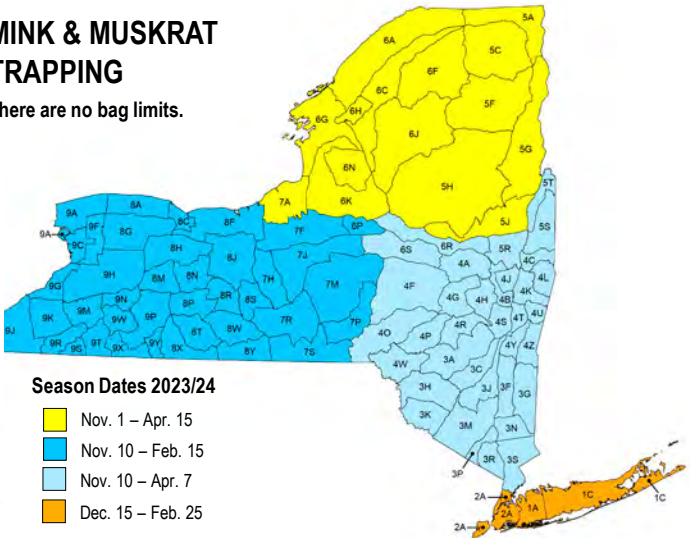 MINK & MUSKRAT
TRAPPING
here are no bag limits.
5A
6A
5C
6F
6C
5F
6H
6G
6J
5G
6N
5H
5T
6K
7A
8A
9A
5J
8C
8F
6P
5S
9F
7F
9A
8G
6R
6S
5R
9C
8H
7J
4A
4C
8J
9H
4J
4L
7H
8M
8N
9G
7M
4F
4K
4G
4H
4B
8R
8S
9N
8P
9M
9K
9W
9P
7R
7P
4R
4S
4T
4U
9J
8T
8W
4O
4P
4Y
4Z
9R
9S
9T
9X
9Y
8X
8Y
7S
3A
4W
3C
3H
3J
3F
3G
3K
3M
3N
3P
3R
3S
2A
1C
1C
2A
1A
2A
Season Dates 2023/24
Nov. 1 – Apr. 15
Nov. 10 – Feb. 15
Nov. 10 – Apr. 7
Dec. 15 – Feb. 25